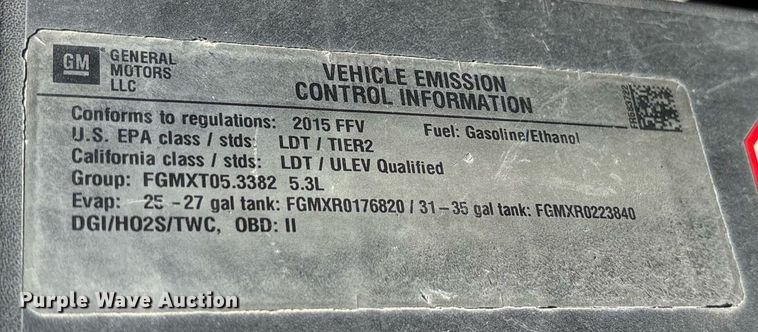 GM
GENERAL
MOTORS
LLC
VEHICLE EMISSION
CONTROL INFORMATION
Conforms to regulations: 2015 FFV Fuel: Gasoline/Ethanol
U.S. EPA class / stds: LDT / TIER2
California class / stds: LDT / ULEV Qualified
Group: FGMXT05.3382 5.3L
Evap: 25 - 27 gal tank: FGMXR0176820 / 31 - 35 gal tank: FGMXR0223840
DGI/HO2S/TWC, OBD: II
Purple Wave Auction